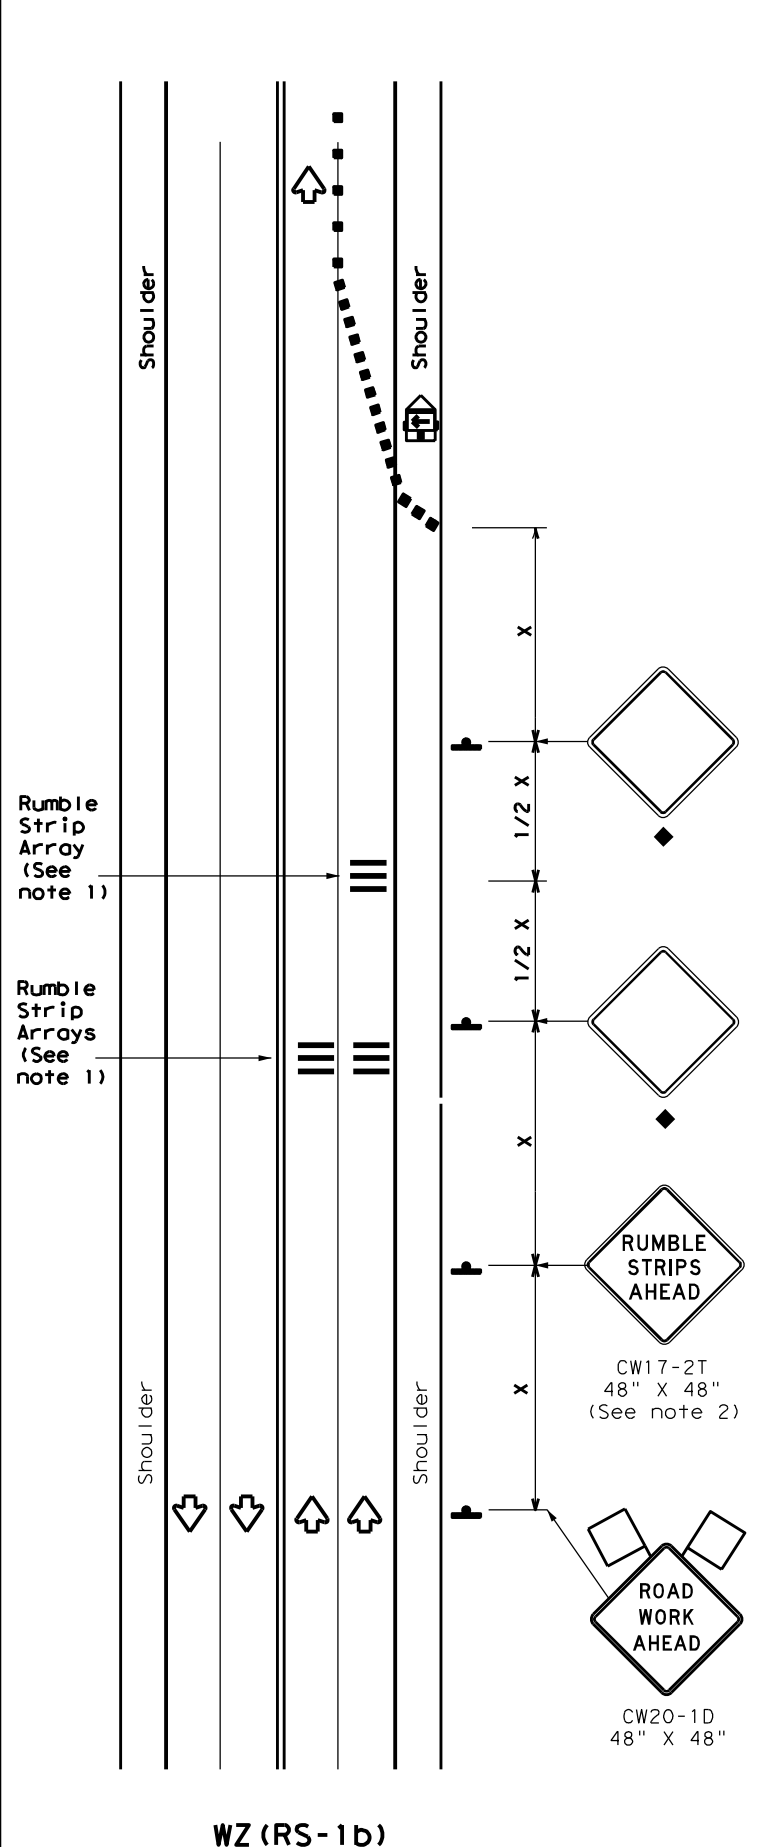 Shoulder
Shoulder
X
1/2 X
Rumble
Strip
Array
(See
note 1)
1/2 X
Rumble
Strip
Arrays
(See
note 1)
X
RUMBLE
STRIPS
AHEAD
CW17-2T
48" X 48"
(See note 2)
X
Shoulder
Shoulder
ROAD
WORK
AHEAD
CW20-1D
48" X 48"
WZ(RS-1b)